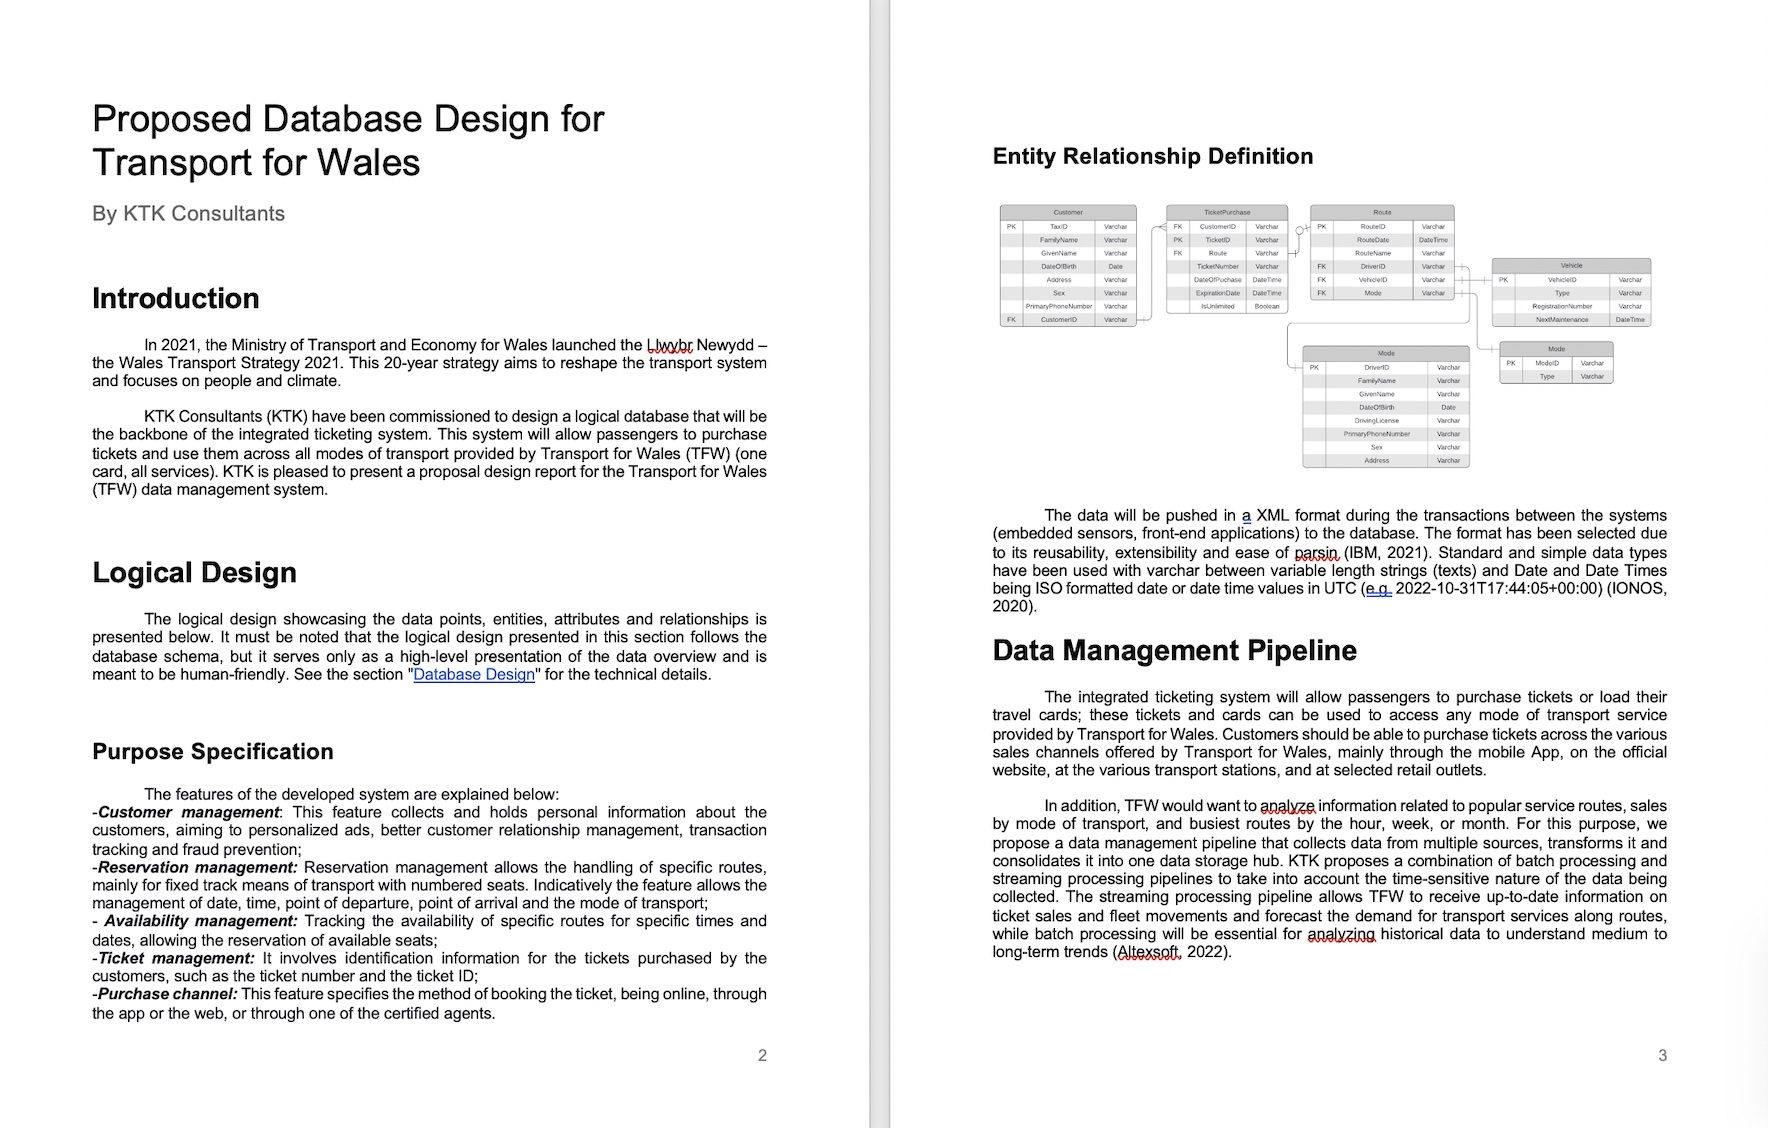 Proposed Database Design for
Transport for Wales
By KTK Consultants
Introduction
In 2021, the Ministry of Transport and Economy for Wales launched the Llwybr Newydd –
the Wales Transport Strategy 2021. This 20-year strategy aims to reshape the transport system
and focuses on people and climate.
KTK Consultants (KTK) have been commissioned to design a logical database that will be
the backbone of the integrated ticketing system. This system will allow passengers to purchase
tickets and use them across all modes of transport provided by Transport for Wales (TFW) (one
card, all services). KTK is pleased to present a proposal design report for the Transport for Wales
(TFW) data management system.
Logical Design
The logical design showcasing the data points, entities, attributes and relationships is
presented below. It must be noted that the logical design presented in this section follows the
database schema, but it serves only as a high-level presentation of the data overview and is
meant to be human-friendly. See the section "Database Design" for the technical details.
Purpose Specification
The features of the developed system are explained below:
-Customer management: This feature collects and holds personal information about the
customers, aiming to personalized ads, better customer relationship management, transaction
tracking and fraud prevention;
-Reservation management: Reservation management allows the handling of specific routes,
mainly for fixed track means of transport with numbered seats. Indicatively the feature allows the
management of date, time, point of departure, point of arrival and the mode of transport;
- Availability management: Tracking the availability of specific routes for specific times and
dates, allowing the reservation of available seats;
-Ticket management: It involves identification information for the tickets purchased by the
customers, such as the ticket number and the ticket ID;
-Purchase channel: This feature specifies the method of booking the ticket, being online, through
the app or the web, or through one of the certified agents.
2
Entity Relationship Definition
Customer
PK TaxID Varchar
FamilyName Varchar
GivenName Varchar
DateOfBirth Date
Address Varchar
Sex Varchar
PrimaryPhoneNumber Varchar
FK CustomerID Varchar
TicketPurchase
FK CustomerID Varchar
PK TicketID Varchar
FK Route Varchar
TicketNumber Varchar
DateOfPuchase DateTime
ExpirationDate DateTime
IsUnlimited Boolean
Route
PK RouteID Varchar
RouteDate DateTime
RouteName Varchar
FK DriverID Varchar
FK VehicleID Varchar
FK Mode Varchar
Vehicle
PK VehicleID Varchar
Type Varchar
RegistrationNumber Varchar
NextMaintenance DateTime
Mode
PK ModeID Varchar
Type Varchar
Mode
PK DriverID Varchar
FamilyName Varchar
GivenName Varchar
DateOfBirth Date
DrivingLicense Varchar
PrimaryPhoneNumber Varchar
Sex Varchar
Address Varchar
The data will be pushed in a XML format during the transactions between the systems
(embedded sensors, front-end applications) to the database. The format has been selected due
to its reusability, extensibility and ease of parsin, (IBM, 2021). Standard and simple data types
have been used with varchar between variable length strings (texts) and Date and Date Times
being ISO formatted date or date time values in UTC (e.g. 2022-10-31T17:44:05+00:00) (IONOS,
2020).
Data Management Pipeline
The integrated ticketing system will allow passengers to purchase tickets or load their
travel cards; these tickets and cards can be used to access any mode of transport service
provided by Transport for Wales. Customers should be able to purchase tickets across the various
sales channels offered by Transport for Wales, mainly through the mobile App, on the official
website, at the various transport stations, and at selected retail outlets.
In addition, TFW would want to analyze information related to popular service routes, sales
by mode of transport, and busiest routes by the hour, week, or month. For this purpose, we
propose a data management pipeline that collects data from multiple sources, transforms it and
consolidates it into one data storage hub. KTK proposes a combination of batch processing and
streaming processing pipelines to take into account the time-sensitive nature of the data being
collected. The streaming processing pipeline allows TFW to receive up-to-date information on
ticket sales and fleet movements and forecast the demand for transport services along routes,
while batch processing will be essential for analyzing historical data to understand medium to
long-term trends (Altexsoft, 2022).
3